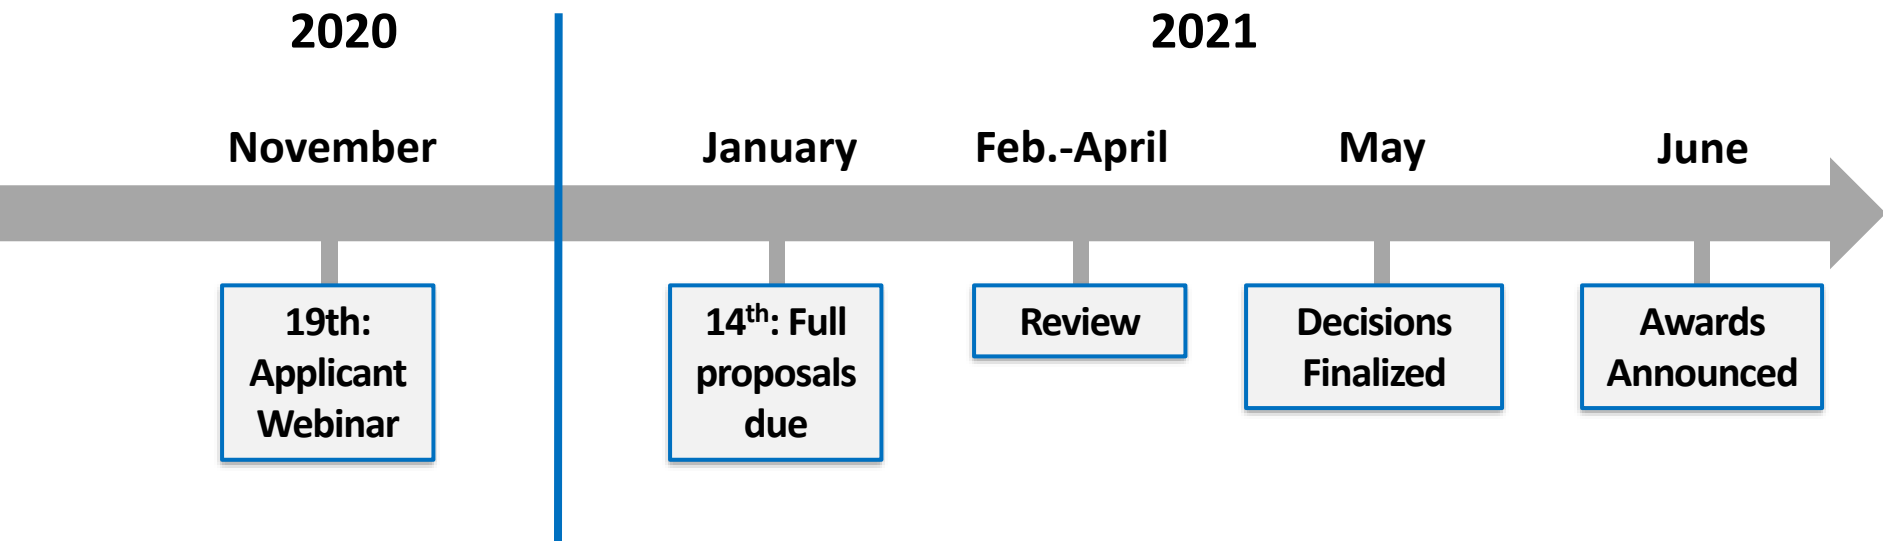 2020
2021
November
January
Feb.-April
May
June
19th:
Applicant
Webinar
14th: Full
proposals
due
Review
Decisions
Finalized
Awards
Announced